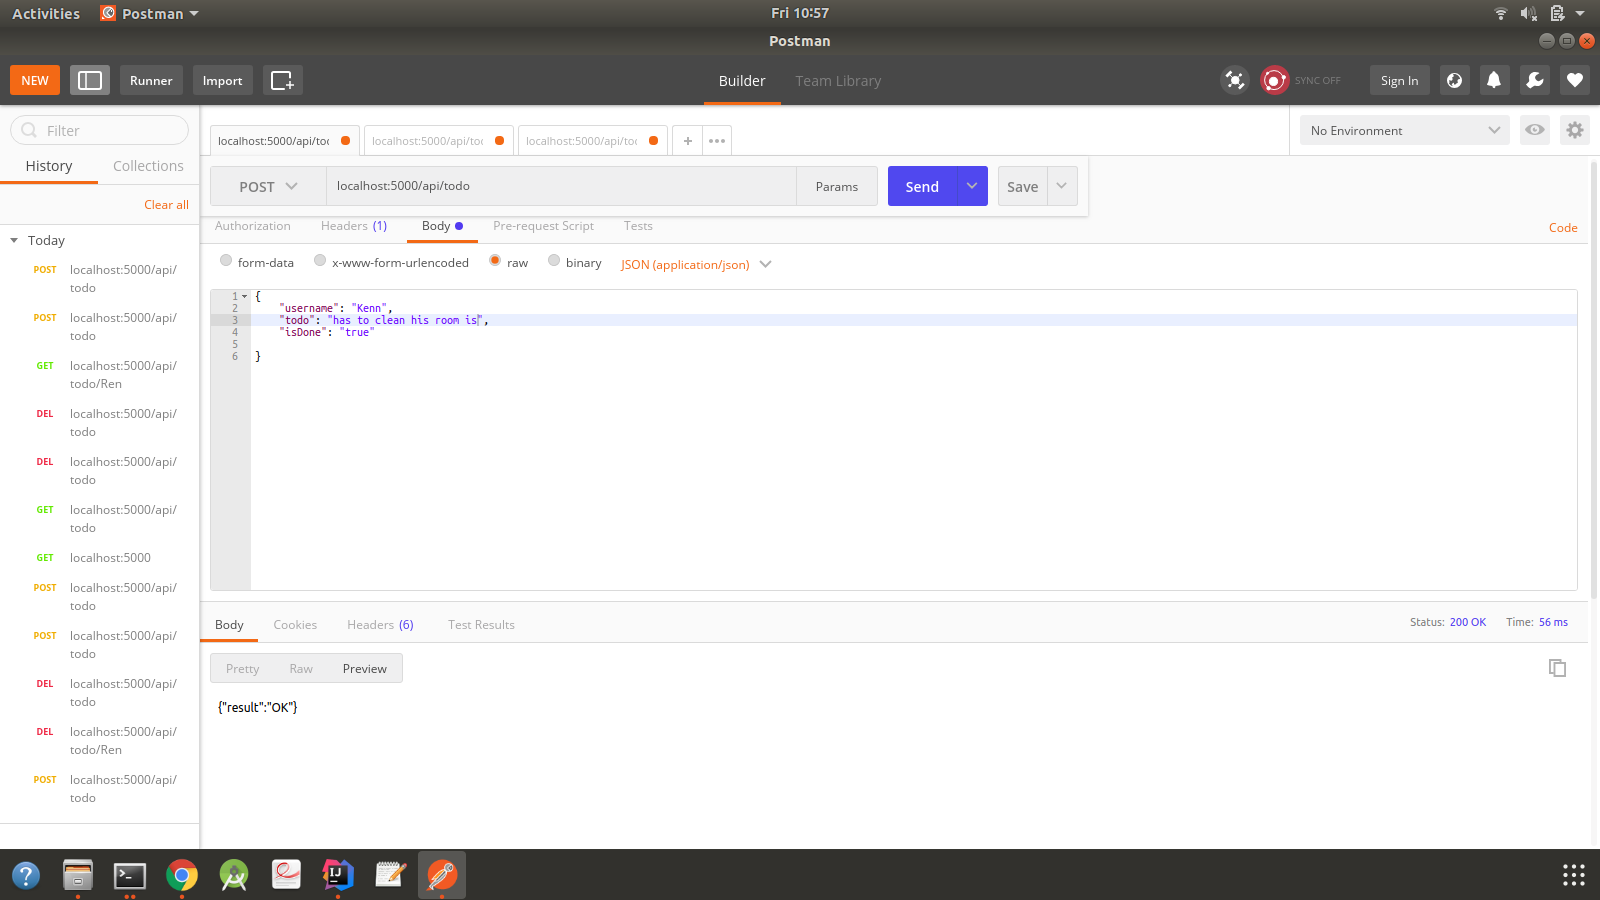 Activities Postman Fri 10:57
Postman
NEW Runner Import Builder Team Library SYNC OFF Sign In
Filter
History Collections
Clear all
Today
POST localhost:5000/api/
todo
POST localhost:5000/api/
todo
GET localhost:5000/api/
todo/Ren
DEL localhost:5000/api/
todo
DEL localhost:5000/api/
todo
GET localhost:5000/api/
todo
GET localhost:5000
POST localhost:5000/api/
todo
POST localhost:5000/api/
todo
DEL localhost:5000/api/
todo
DEL localhost:5000/api/
todo/Ren
POST localhost:5000/api/
todo
localhost:5000/api/toc localhost:5000/api/toc localhost:5000/api/toc + ••• No Environment
POST localhost:5000/api/todo Params Send Save
Authorization Headers (1) Body Pre-request Script Tests Code
form-data x-www-form-urlencoded raw binary JSON (application/json)
1 {
2 "username": "Kenn",
3 "todo": "has to clean his room is",
4 "isDone": "true"
5
6 }
Body Cookies Headers (6) Test Results Status: 200 OK Time: 56 ms
Pretty Raw Preview
{"result":"OK"}
? >_ IJ